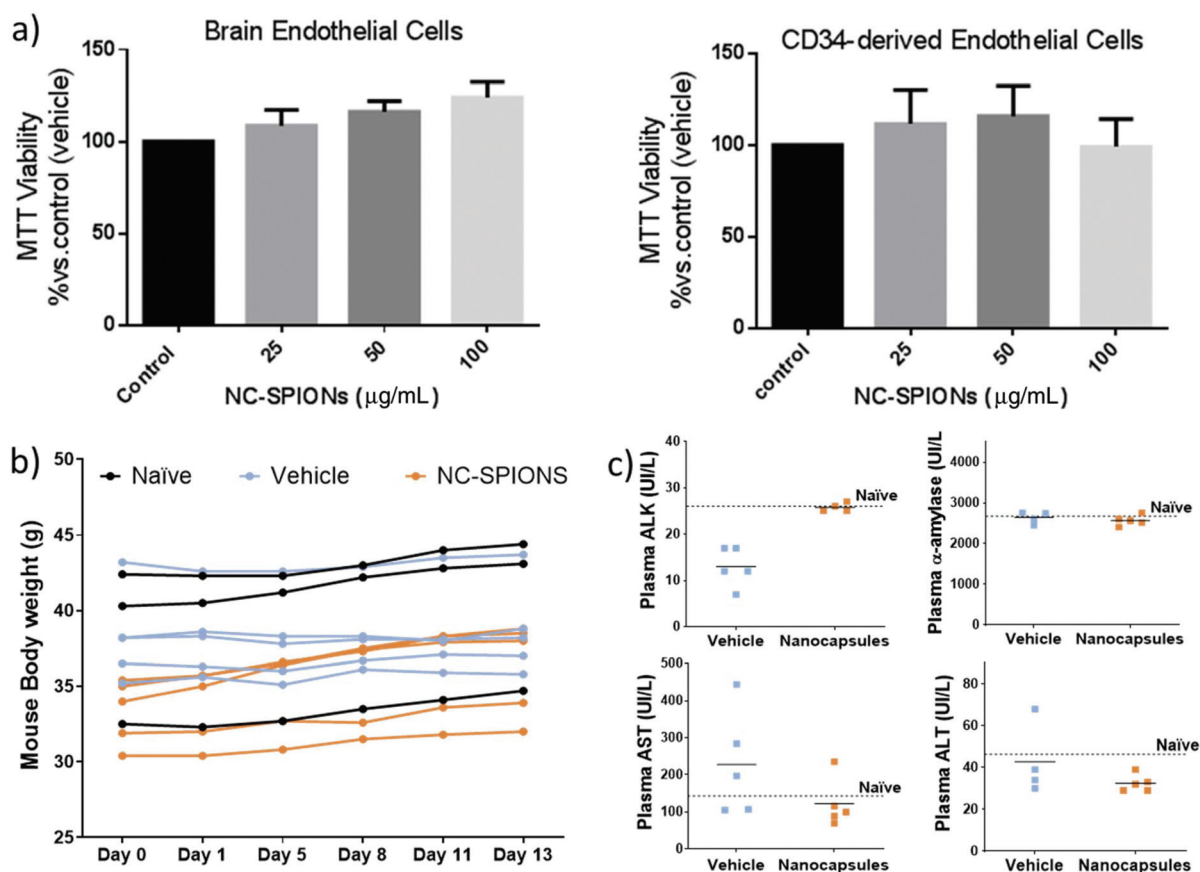 a)
Brain Endothelial Cells
MTT Viability
%vs.control (vehicle)
150
100
50
0
Control
25
50
100
NC-SPIONs (μg/mL)
CD34-derived Endothelial Cells
MTT Viability
%vs.control (vehicle)
150
100
50
0
control
25
50
100
NC-SPIONs (μg/mL)
b)
Naïve
Vehicle
NC-SPIONS
Mouse Body weight (g)
50
45
40
35
30
25
Day 0
Day 1
Day 5
Day 8
Day 11
Day 13
c)
Plasma ALK (UI/L)
40
30
20
10
0
Naïve
Vehicle
Nanocapsules
Plasma α-amylase (UI/L)
4000
3000
2000
1000
0
Naïve
Vehicle
Nanocapsules
Plasma AST (UI/L)
500
400
300
200
100
0
Naïve
Vehicle
Nanocapsules
Plasma ALT (UI/L)
80
60
40
20
0
Naïve
Vehicle
Nanocapsules